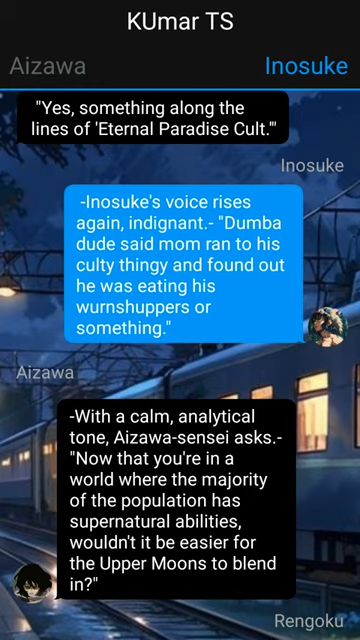 KUmar TS
Aizawa
Inosuke
"Yes, something along the
lines of 'Eternal Paradise Cult.'"
Inosuke
-Inosuke's voice rises
again, indignant.- "Dumba
dude said mom ran to his
culty thingy and found out
he was eating his
wurnshuppers or
something."
Aizawa
-With a calm, analytical
tone, Aizawa-sensei asks.-
"Now that you're in a
world where the majority
of the population has
supernatural abilities,
wouldn't it be easier for
the Upper Moons to blend
in?"
Rengoku